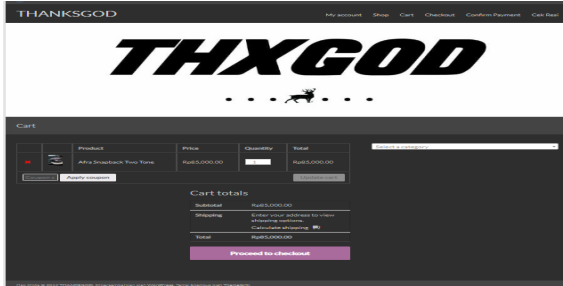 THANKSGOD
My account Shop Cart Checkout Confirm Payment Cek Resi
THXGOD
Cart
Select a category
Product Price Quantity Total
Afra Snapback Two Tone Rp85,000.00 1 Rp85,000.00
Apply coupon Update cart
Cart totals
Subtotal Rp85,000.00
Shipping Enter your address to view
shipping options.
Calculate shipping
Total Rp85,000.00
Proceed to checkout